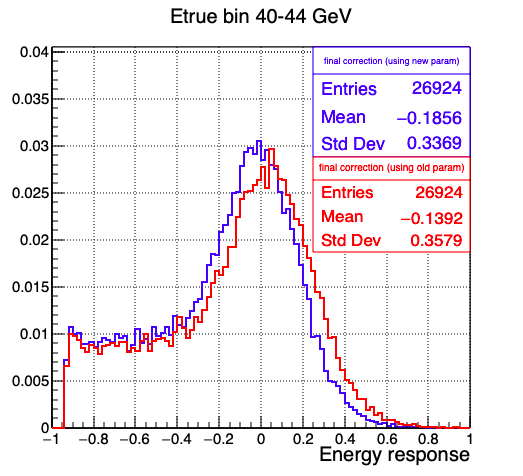 Etrue bin 40-44 GeV
0.04
0.035
0.03
0.025
0.02
0.015
0.01
0.005
0
final correction (using new param)
Entries 26924
Mean −0.1856
Std Dev 0.3369
final correction (using old param)
Entries 26924
Mean −0.1392
Std Dev 0.3579
−1 −0.8 −0.6 −0.4 −0.2 0 0.2 0.4 0.6 0.8 1
Energy response